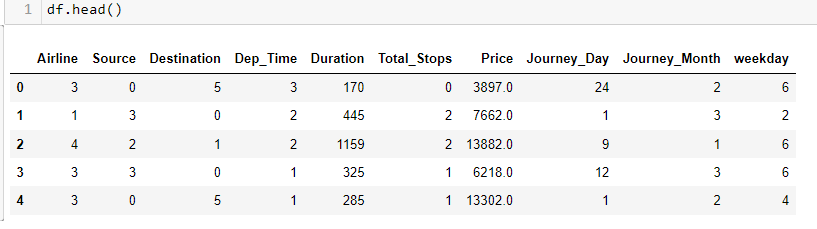 1 df.head()
Airline Source Destination Dep_Time Duration Total_Stops Price Journey_Day Journey_Month weekday
0 3 0 5 3 170 0 3897.0 24 2 6
1 1 3 0 2 445 2 7662.0 1 3 2
2 4 2 1 2 1159 2 13882.0 9 1 6
3 3 3 0 1 325 1 6218.0 12 3 6
4 3 0 5 1 285 1 13302.0 1 2 4